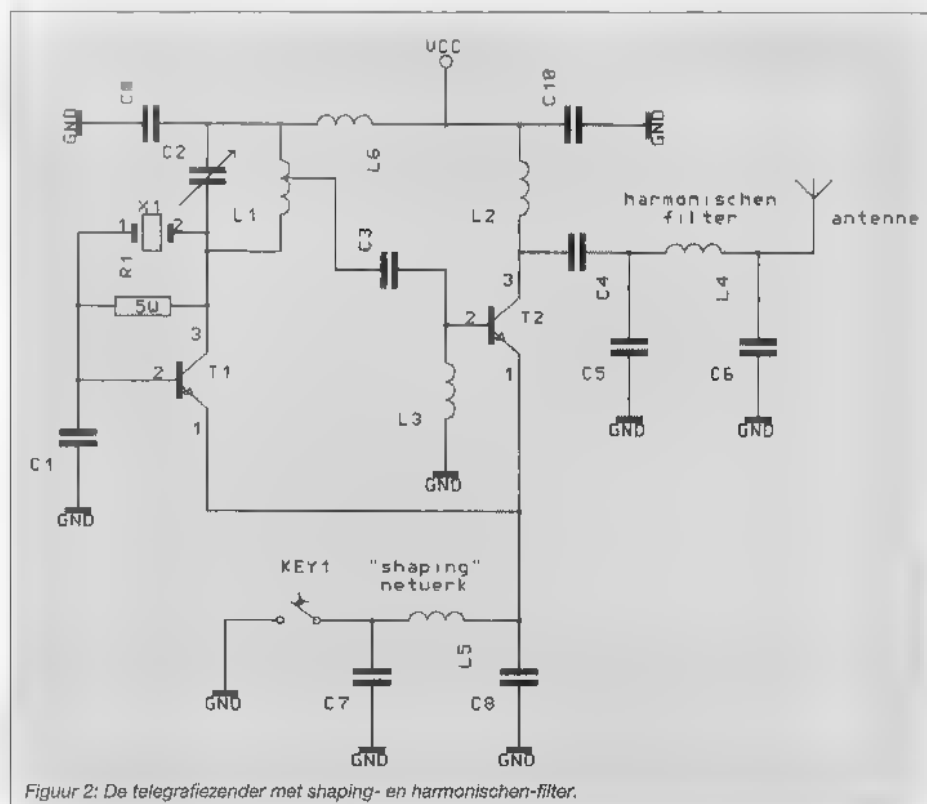 VCC
C8
C10
GND
GND
C2
L6
X1
1
2
L1
L2
harmonischen
filter
antenne
R1
C3
5W
3
C4
L4
3
2
T2
2
T1
1
C5
C6
1
L3
C1
GND
GND
GND
GND
KEY1
"shaping"
netwerk
L5
GND
C7
C8
GND
GND
Figuur 2: De telegrafiezender met shaping- en harmonischen-filter.